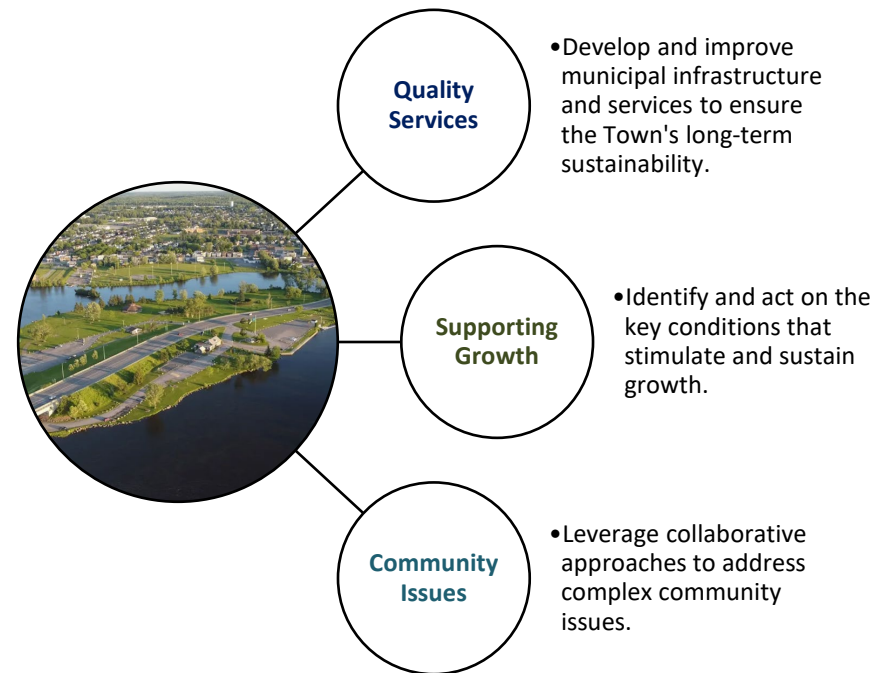 Quality
Services
•Develop and improve
municipal infrastructure
and services to ensure
the Town's long-term
sustainability.
Supporting
Growth
•Identify and act on the
key conditions that
stimulate and sustain
growth.
Community
Issues
•Leverage collaborative
approaches to address
complex community
issues.